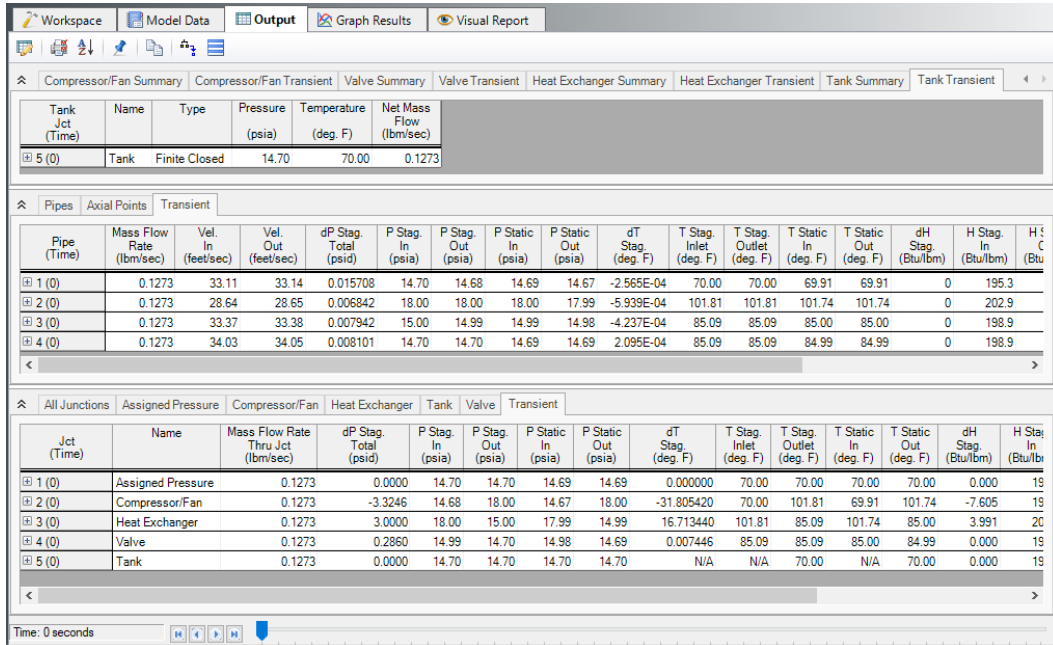 Workspace Model Data Output Graph Results Visual Report
Compressor/Fan Summary Compressor/Fan Transient Valve Summary Valve Transient Heat Exchanger Summary Heat Exchanger Transient Tank Summary Tank Transient
Tank Name Type Pressure Temperature Net Mass
Jct Flow
(Time) (psia) (deg. F) (lbm/sec)
5 (0) Tank Finite Closed 14.70 70.00 0.1273
Pipes Axial Points Transient
Mass Flow Vel. Vel. dP Stag. P Stag. P Stag. P Static P Static dT T Stag. T Stag. T Static T Static dH H Stag. H S
Pipe Rate In Out Total In Out In Out Stag. Inlet Outlet In Out Stag. In
(Time) (lbm/sec) (feet/sec) (feet/sec) (psid) (psia) (psia) (psia) (psia) (deg. F) (deg. F) (deg. F) (deg. F) (deg. F) (Btu/lbm) (Btu/lbm) (Btu
1 (0) 0.1273 33.11 33.14 0.015708 14.70 14.68 14.69 14.67 -2.565E-04 70.00 70.00 69.91 69.91 0 195.3
2 (0) 0.1273 28.64 28.65 0.006842 18.00 18.00 18.00 17.99 -5.939E-04 101.81 101.81 101.74 101.74 0 202.9
3 (0) 0.1273 33.37 33.38 0.007942 15.00 14.99 14.99 14.98 -4.237E-04 85.09 85.09 85.00 85.00 0 198.9
4 (0) 0.1273 34.03 34.05 0.008101 14.70 14.70 14.69 14.69 2.095E-04 85.09 85.09 84.99 84.99 0 198.9
All Junctions Assigned Pressure Compressor/Fan Heat Exchanger Tank Valve Transient
Name Mass Flow Rate dP Stag. P Stag. P Stag. P Static P Static dT T Stag. T Stag. T Static T Static dH H Stag
Jct Thru Jct Total In Out In Out Stag. Inlet Outlet In Out Stag. In
(Time) (lbm/sec) (psid) (psia) (psia) (psia) (psia) (deg. F) (deg. F) (deg. F) (deg. F) (deg. F) (Btu/lbm) (Btu/lb
1 (0) Assigned Pressure 0.1273 0.0000 14.70 14.70 14.69 14.69 0.000000 70.00 70.00 70.00 70.00 0.000 19
2 (0) Compressor/Fan 0.1273 -3.3246 14.68 18.00 14.67 18.00 -31.805420 70.00 101.81 69.91 101.74 -7.605 19
3 (0) Heat Exchanger 0.1273 3.0000 18.00 15.00 17.99 14.99 16.713440 101.81 85.09 101.74 85.00 3.991 20
4 (0) Valve 0.1273 0.2860 14.99 14.70 14.98 14.69 0.007446 85.09 85.09 85.00 84.99 0.000 19
5 (0) Tank 0.1273 0.0000 14.70 14.70 14.70 14.70 N/A N/A 70.00 N/A 70.00 0.000 19
Time: 0 seconds